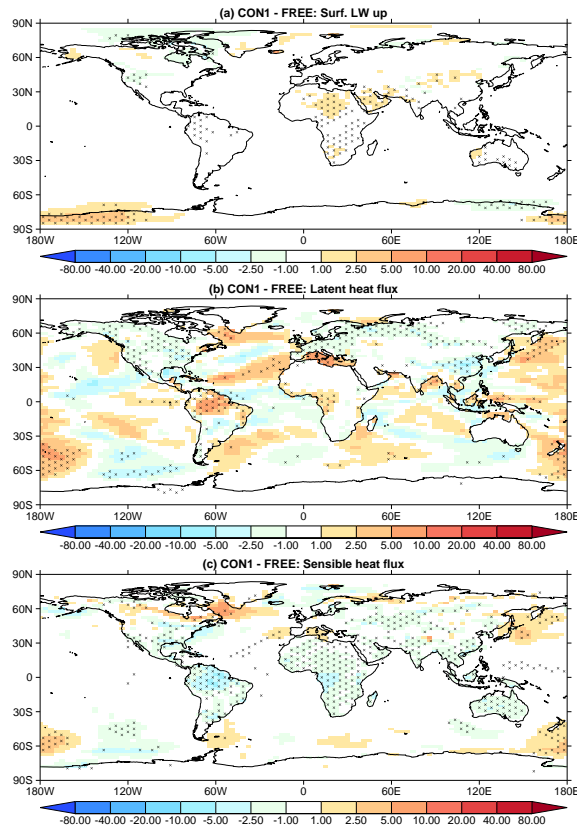 (a) CON1 - FREE: Surf. LW up
90N
60N
30N
0
30S
60S
90S
180W 120W 60W 0 60E 120E 180W
-80.00 -40.00 -20.00 -10.00 -5.00 -2.50 -1.00 1.00 2.50 5.00 10.00 20.00 40.00 80.00
(b) CON1 - FREE: Latent heat flux
90N
60N
30N
0
30S
60S
90S
180W 120W 60W 0 60E 120E 180W
-80.00 -40.00 -20.00 -10.00 -5.00 -2.50 -1.00 1.00 2.50 5.00 10.00 20.00 40.00 80.00
(c) CON1 - FREE: Sensible heat flux
90N
60N
30N
0
30S
60S
90S
180W 120W 60W 0 60E 120E 180W
-80.00 -40.00 -20.00 -10.00 -5.00 -2.50 -1.00 1.00 2.50 5.00 10.00 20.00 40.00 80.00